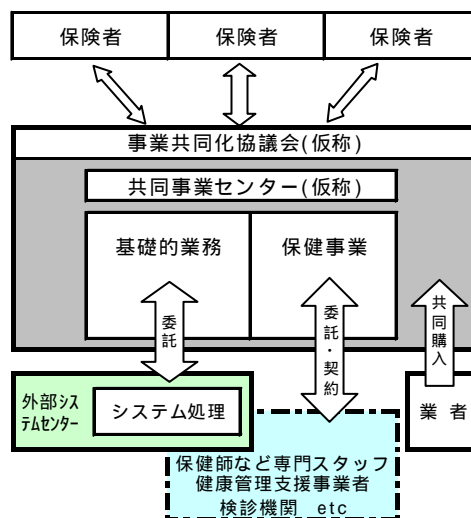 保険者 保険者 保険者
事業共同化協議会(仮称)
共同事業センター(仮称)
基礎的業務 保健事業
委託
委託・契約
共同購入
外部シス
テムセンター
システム処理
業者
保健師など専門スタッフ
健康管理支援事業者
検診機関 etc